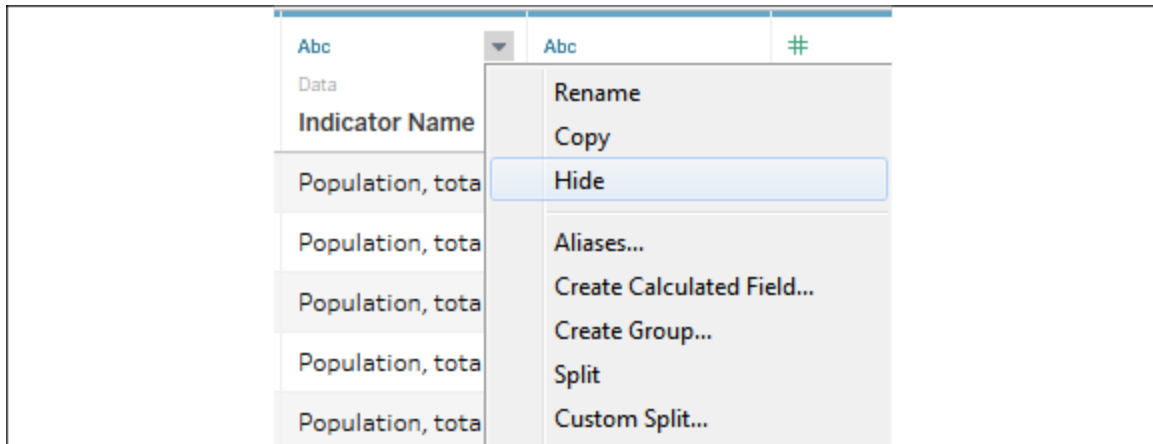 Abc
Abc
#
Data
Indicator Name
Rename
Copy
Population, tota
Hide
Population, tota
Aliases...
Create Calculated Field...
Population, tota
Create Group...
Population, tota
Split
Population, tota
Custom Split...